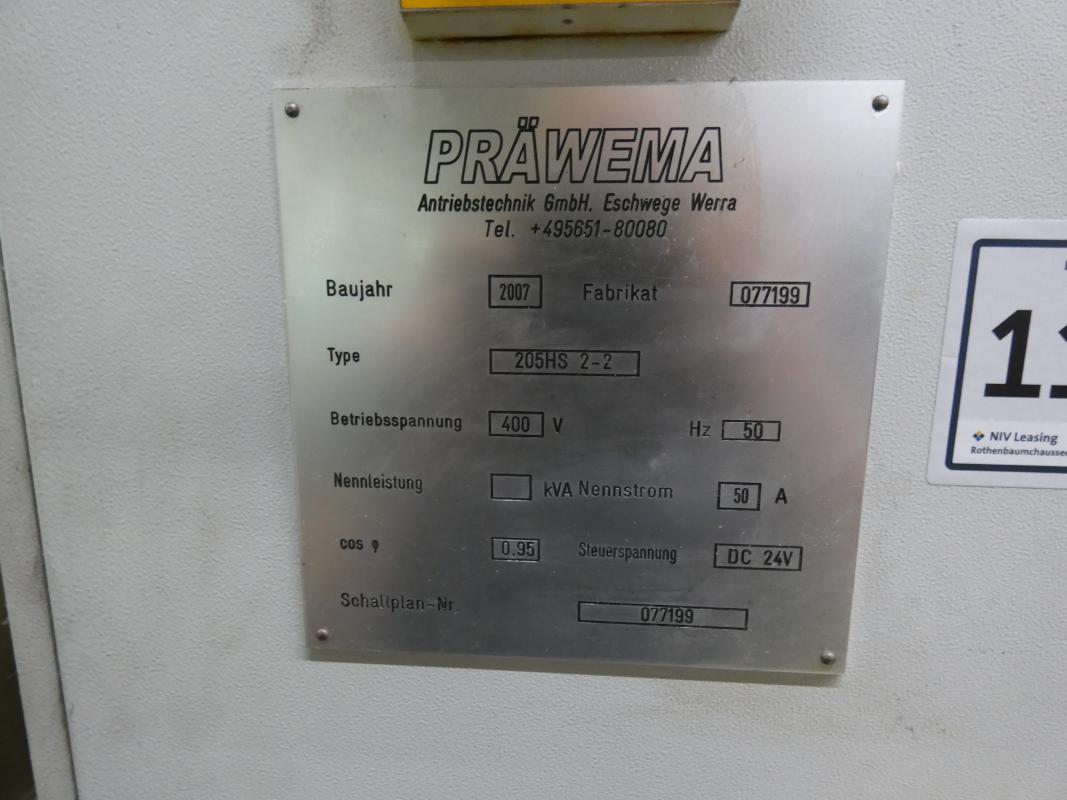 PRÄWEMA
Antriebstechnik GmbH. Eschwege Werra
Tel. +495651-80080
Baujahr 2007 Fabrikat 077199
Type 205HS 2-2
Betriebsspannung 400 V Hz 50
Nennleistung kVA Nennstrom 50 A
cos φ 0.95 Steuerspannung DC 24V
Schaltplan-Nr. 077199
NIV Leasing